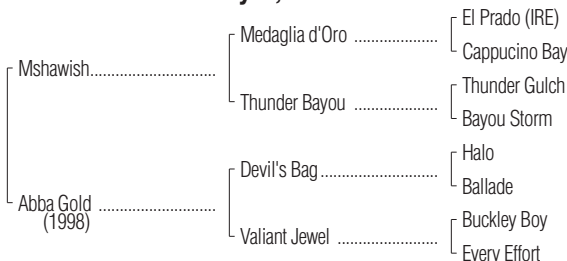 El Prado (IRE)
Medaglia d'Oro ....................
Cappucino Bay
Mshawish..............................
Thunder Gulch
Thunder Bayou ....................
Bayou Storm
Halo
Devil's Bag............................
Ballade
Abba Gold ............................
(1998)
Buckley Boy
Valiant Jewel ........................
Every Effort